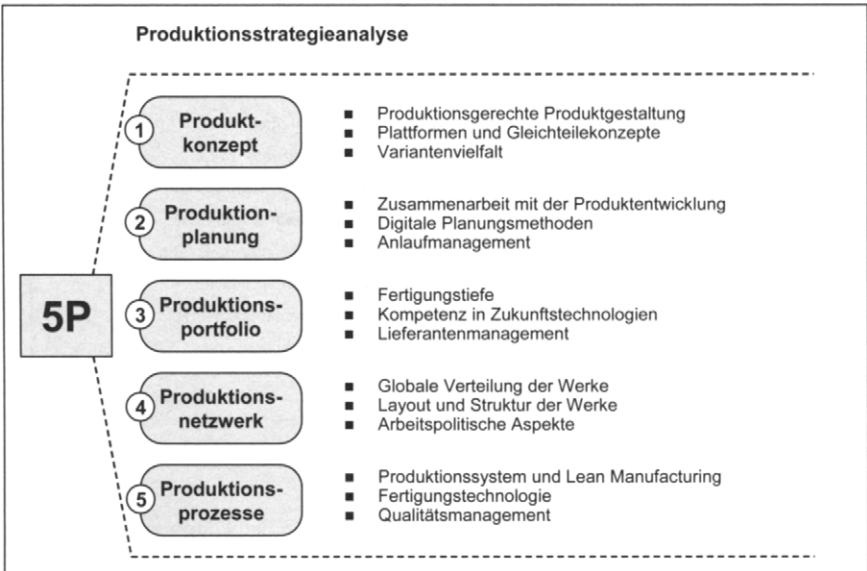 Produktionsstrategieanalyse
5P
1
Produkt-
konzept
■ Produktionsgerechte Produktgestaltung
■ Plattformen und Gleichteilekonzepte
■ Variantenvielfalt
2
Produktion-
planung
■ Zusammenarbeit mit der Produktentwicklung
■ Digitale Planungsmethoden
■ Anlaufmanagement
3
Produktions-
portfolio
■ Fertigungstiefe
■ Kompetenz in Zukunftstechnologien
■ Lieferantenmanagement
4
Produktions-
netzwerk
■ Globale Verteilung der Werke
■ Layout und Struktur der Werke
■ Arbeitspolitische Aspekte
5
Produktions-
prozesse
■ Produktionssystem und Lean Manufacturing
■ Fertigungstechnologie
■ Qualitätsmanagement